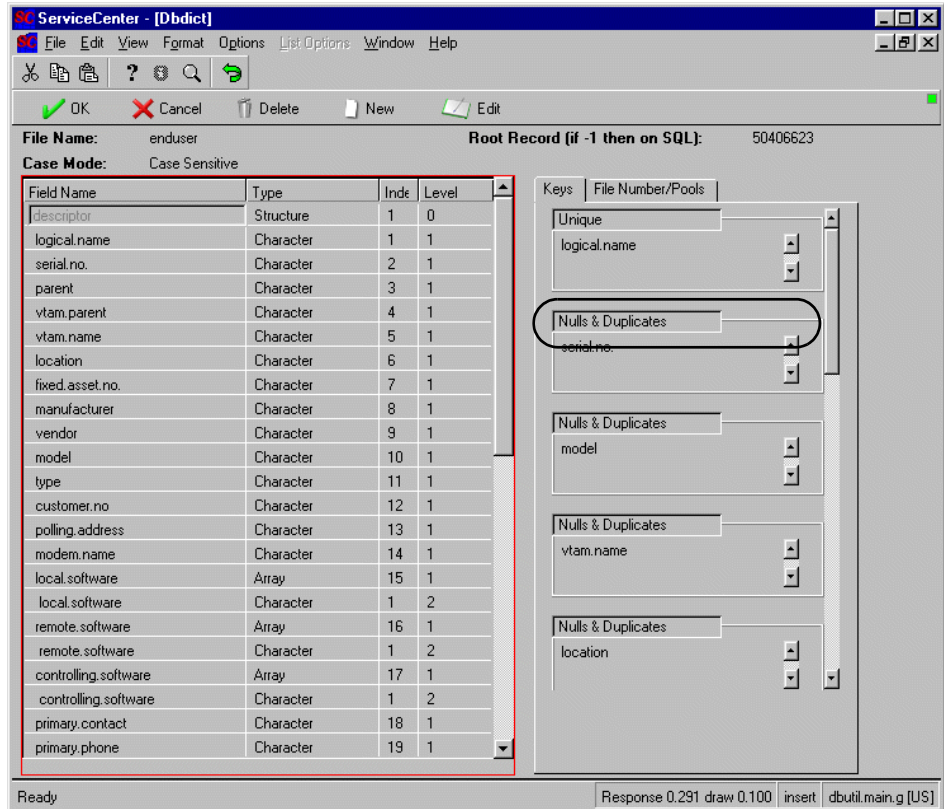 SC ServiceCenter - [Dbdict]
SC File Edit View Format Options List Options Window Help
OK Cancel Delete New Edit
File Name: enduser Root Record (if -1 then on SQL): 50406623
Case Mode: Case Sensitive
Field Name Type Inde Level
descriptor Structure 1 0
logical.name Character 1 1
serial.no. Character 2 1
parent Character 3 1
vtam.parent Character 4 1
vtam.name Character 5 1
location Character 6 1
fixed.asset.no. Character 7 1
manufacturer Character 8 1
vendor Character 9 1
model Character 10 1
type Character 11 1
customer.no Character 12 1
polling.address Character 13 1
modem.name Character 14 1
local.software Array 15 1
local.software Character 1 2
remote.software Array 16 1
remote.software Character 1 2
controlling.software Array 17 1
controlling.software Character 1 2
primary.contact Character 18 1
primary.phone Character 19 1
Keys File Number/Pools
Unique
logical.name
Nulls & Duplicates
serial.no.
Nulls & Duplicates
model
Nulls & Duplicates
vtam.name
Nulls & Duplicates
location
Ready Response 0.291 draw 0.100 insert dbutil.main.g [US]